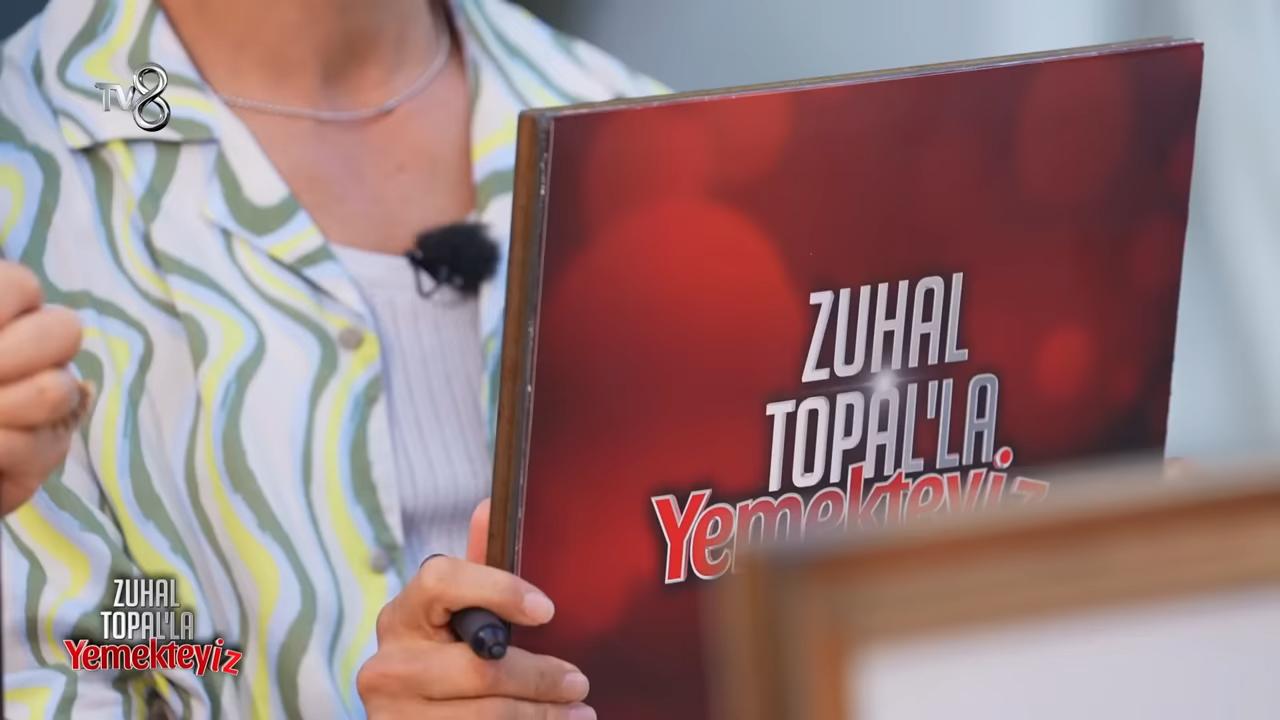 TV8
ZUHAL
TOPAL'LA
Yemekteyiz
ZUHAL
TOPAL'LA
Yemekteyiz